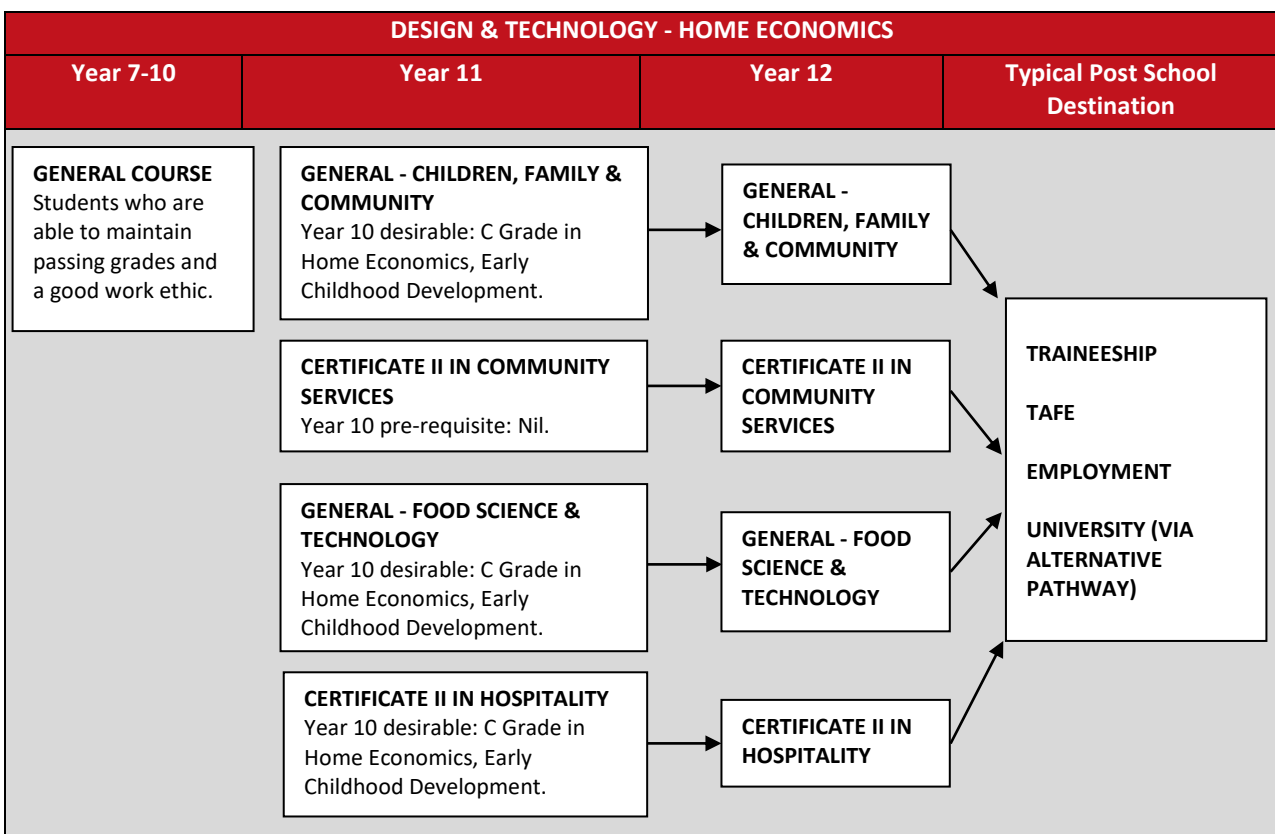 DESIGN & TECHNOLOGY - HOME ECONOMICS
Year 7-10
Year 11
Year 12
Typical Post School
Destination
GENERAL COURSE
Students who are
able to maintain
passing grades and
a good work ethic.
GENERAL - CHILDREN, FAMILY &
COMMUNITY
Year 10 desirable: C Grade in
Home Economics, Early
Childhood Development.
GENERAL -
CHILDREN, FAMILY
& COMMUNITY
CERTIFICATE II IN COMMUNITY
SERVICES
Year 10 pre-requisite: Nil.
CERTIFICATE II IN
COMMUNITY
SERVICES
GENERAL - FOOD SCIENCE &
TECHNOLOGY
Year 10 desirable: C Grade in
Home Economics, Early
Childhood Development.
GENERAL - FOOD
SCIENCE &
TECHNOLOGY
CERTIFICATE II IN HOSPITALITY
Year 10 desirable: C Grade in
Home Economics, Early
Childhood Development.
CERTIFICATE II IN
HOSPITALITY
TRAINEESHIP
TAFE
EMPLOYMENT
UNIVERSITY (VIA
ALTERNATIVE
PATHWAY)